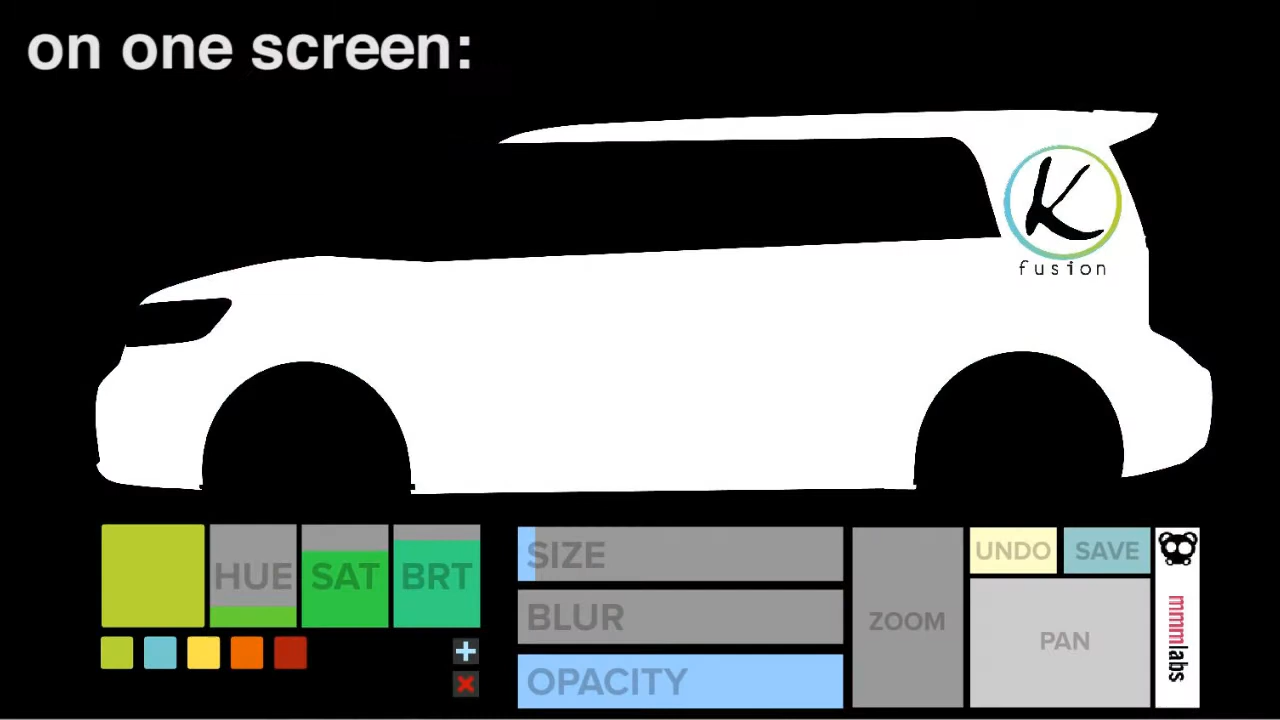 on one screen:
K
fusion
HUE
SAT
BRT
SIZE
BLUR
OPACITY
ZOOM
UNDO
SAVE
PAN
mmmlabs